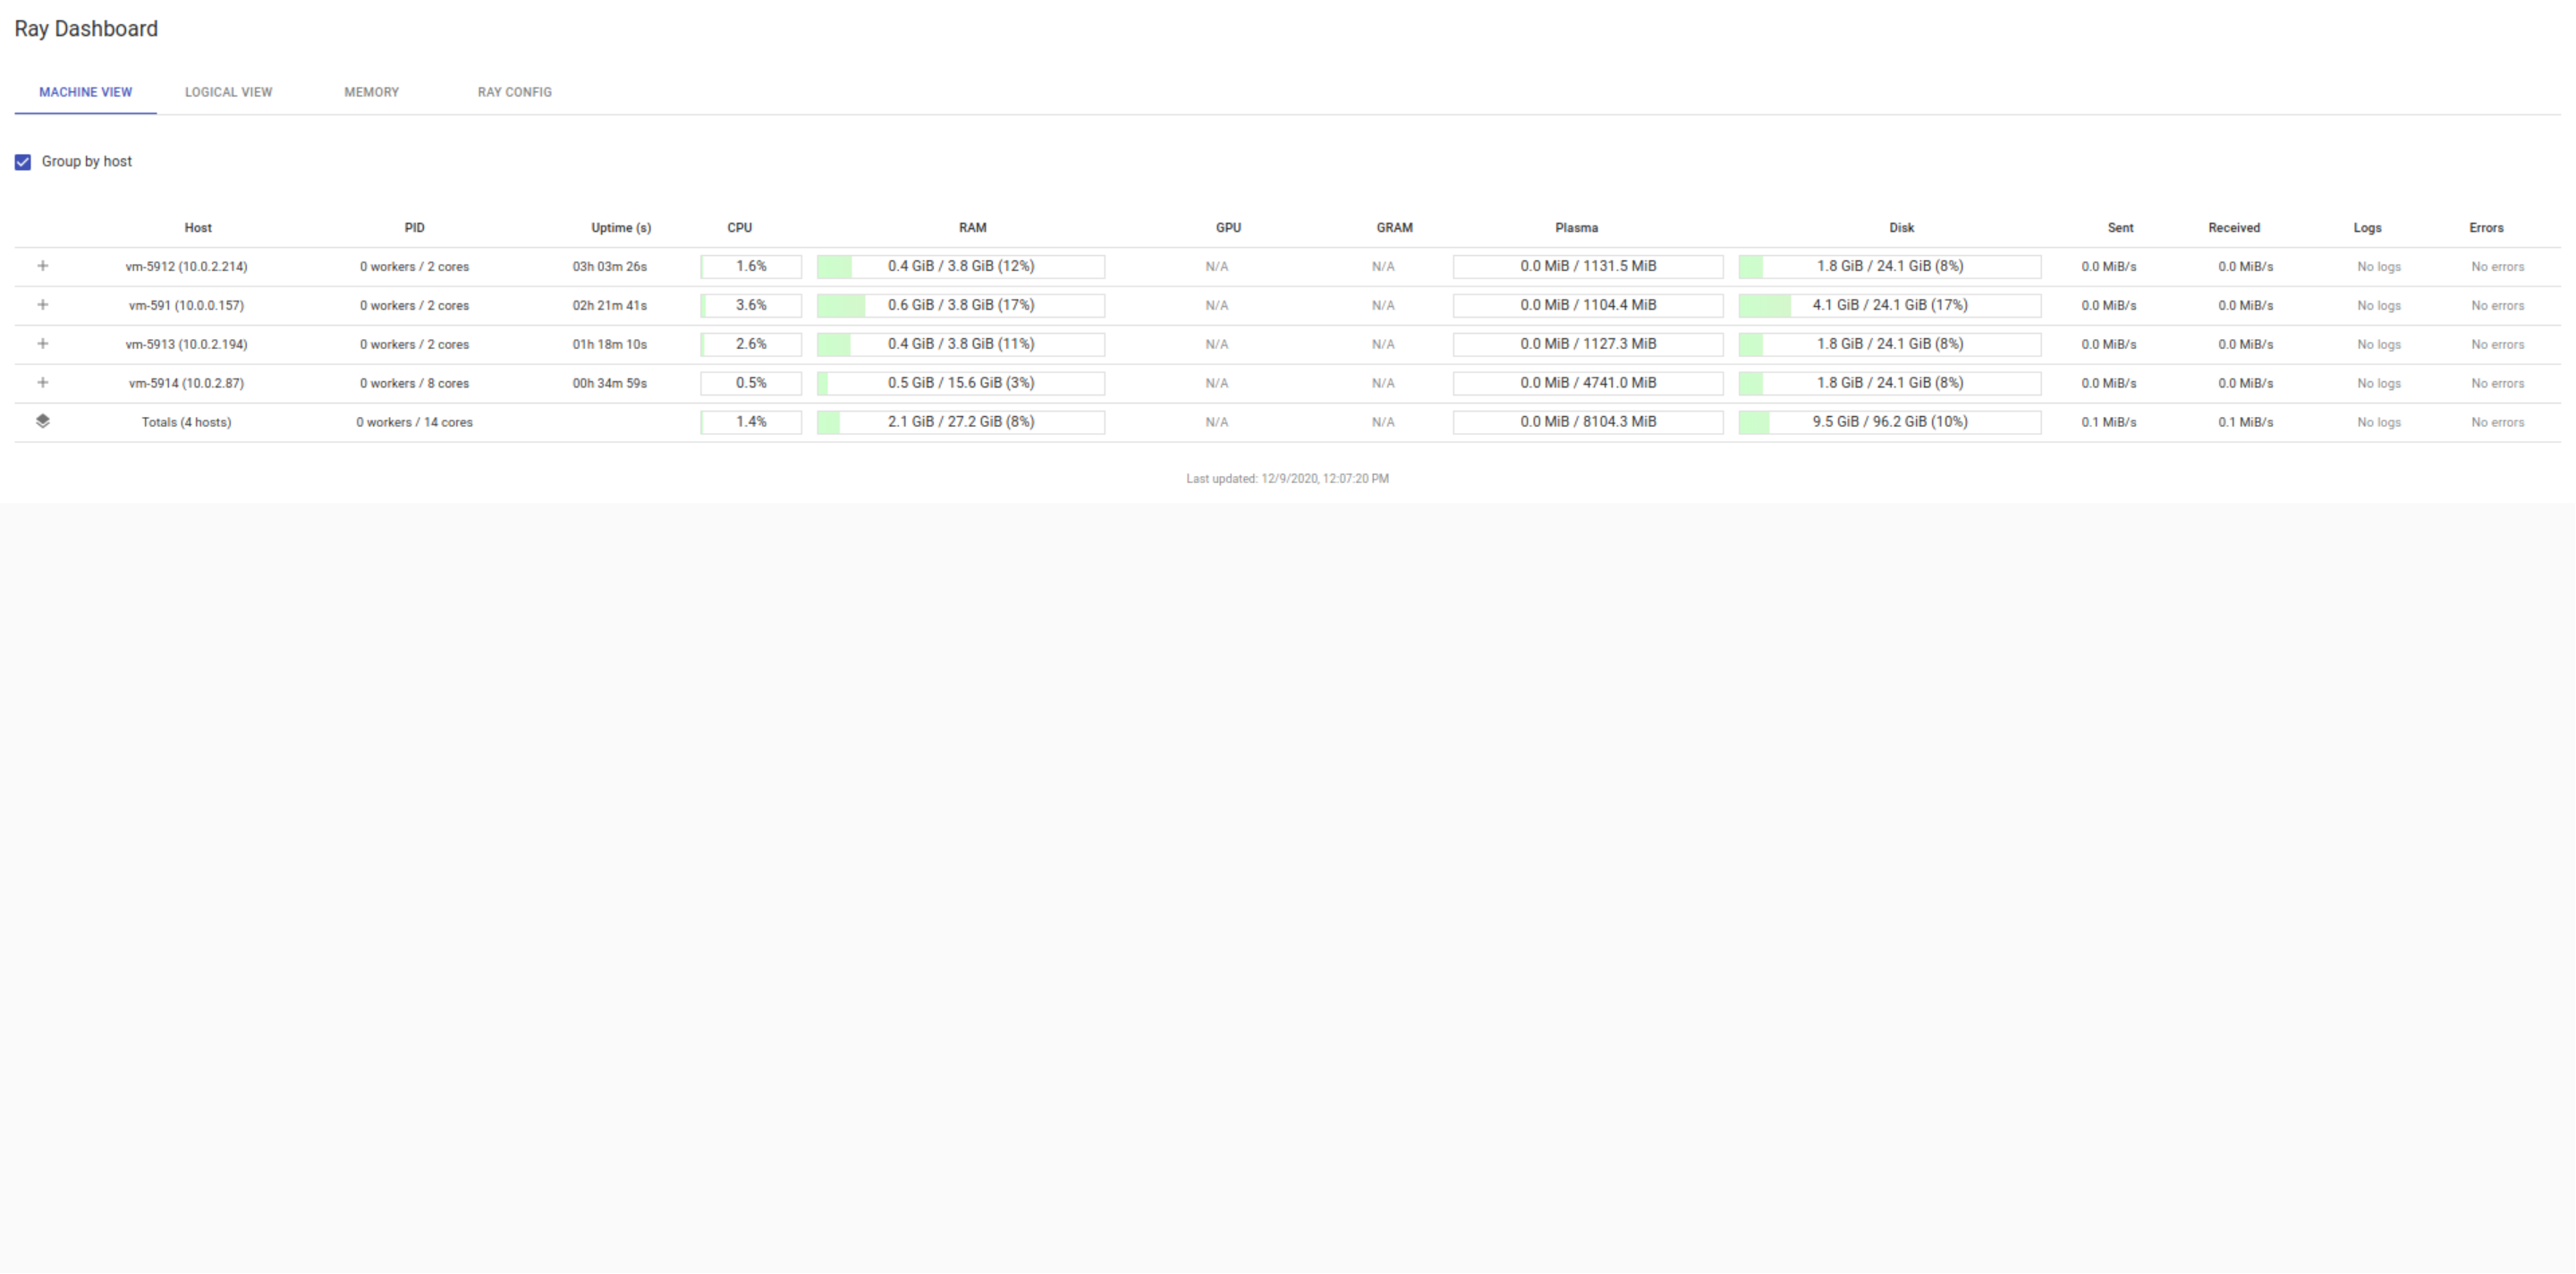 Ray Dashboard
MACHINE VIEW LOGICAL VIEW MEMORY RAY CONFIG
Group by host
Host PID Uptime (s) CPU RAM GPU GRAM Plasma Disk Sent Received Logs Errors
+ vm-5912 (10.0.2.214) 0 workers / 2 cores 03h 03m 26s 1.6% 0.4 GiB / 3.8 GiB (12%) N/A N/A 0.0 MiB / 1131.5 MiB 1.8 GiB / 24.1 GiB (8%) 0.0 MiB/s 0.0 MiB/s No logs No errors
+ vm-591 (10.0.0.157) 0 workers / 2 cores 02h 21m 41s 3.6% 0.6 GiB / 3.8 GiB (17%) N/A N/A 0.0 MiB / 1104.4 MiB 4.1 GiB / 24.1 GiB (17%) 0.0 MiB/s 0.0 MiB/s No logs No errors
+ vm-5913 (10.0.2.194) 0 workers / 2 cores 01h 18m 10s 2.6% 0.4 GiB / 3.8 GiB (11%) N/A N/A 0.0 MiB / 1127.3 MiB 1.8 GiB / 24.1 GiB (8%) 0.0 MiB/s 0.0 MiB/s No logs No errors
+ vm-5914 (10.0.2.87) 0 workers / 8 cores 00h 34m 59s 0.5% 0.5 GiB / 15.6 GiB (3%) N/A N/A 0.0 MiB / 4741.0 MiB 1.8 GiB / 24.1 GiB (8%) 0.0 MiB/s 0.0 MiB/s No logs No errors
Totals (4 hosts) 0 workers / 14 cores 1.4% 2.1 GiB / 27.2 GiB (8%) N/A N/A 0.0 MiB / 8104.3 MiB 9.5 GiB / 96.2 GiB (10%) 0.1 MiB/s 0.1 MiB/s No logs No errors
Last updated: 12/9/2020, 12:07:20 PM